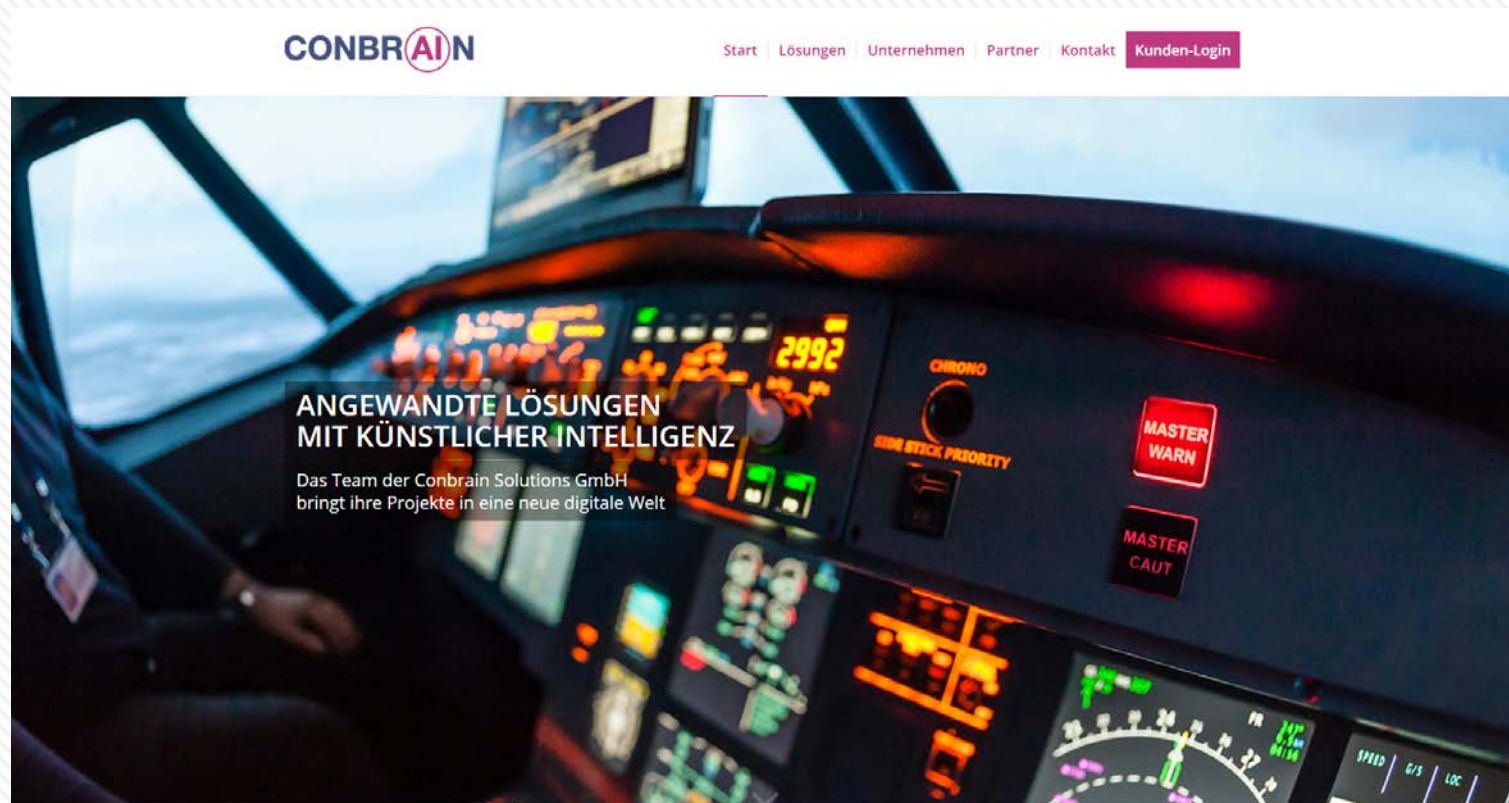 CONBRAIN
Start
Lösungen
Unternehmen
Partner
Kontakt
Kunden-Login
2992
CHRONO
SIDE STICK PRIORITY
MASTER
WARN
MASTER
CAUT
ANGEWANDTE LÖSUNGEN
MIT KÜNSTLICHER INTELLIGENZ
Das Team der Conbrain Solutions GmbH
bringt ihre Projekte in eine neue digitale Welt
SPEED
G/S
LOC